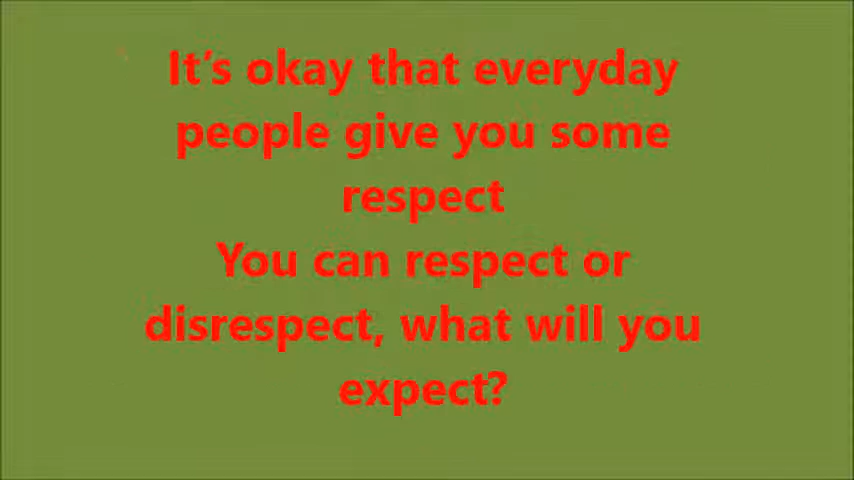 It's okay that everyday
people give you some
respect
You can respect or
disrespect, what will you
expect?